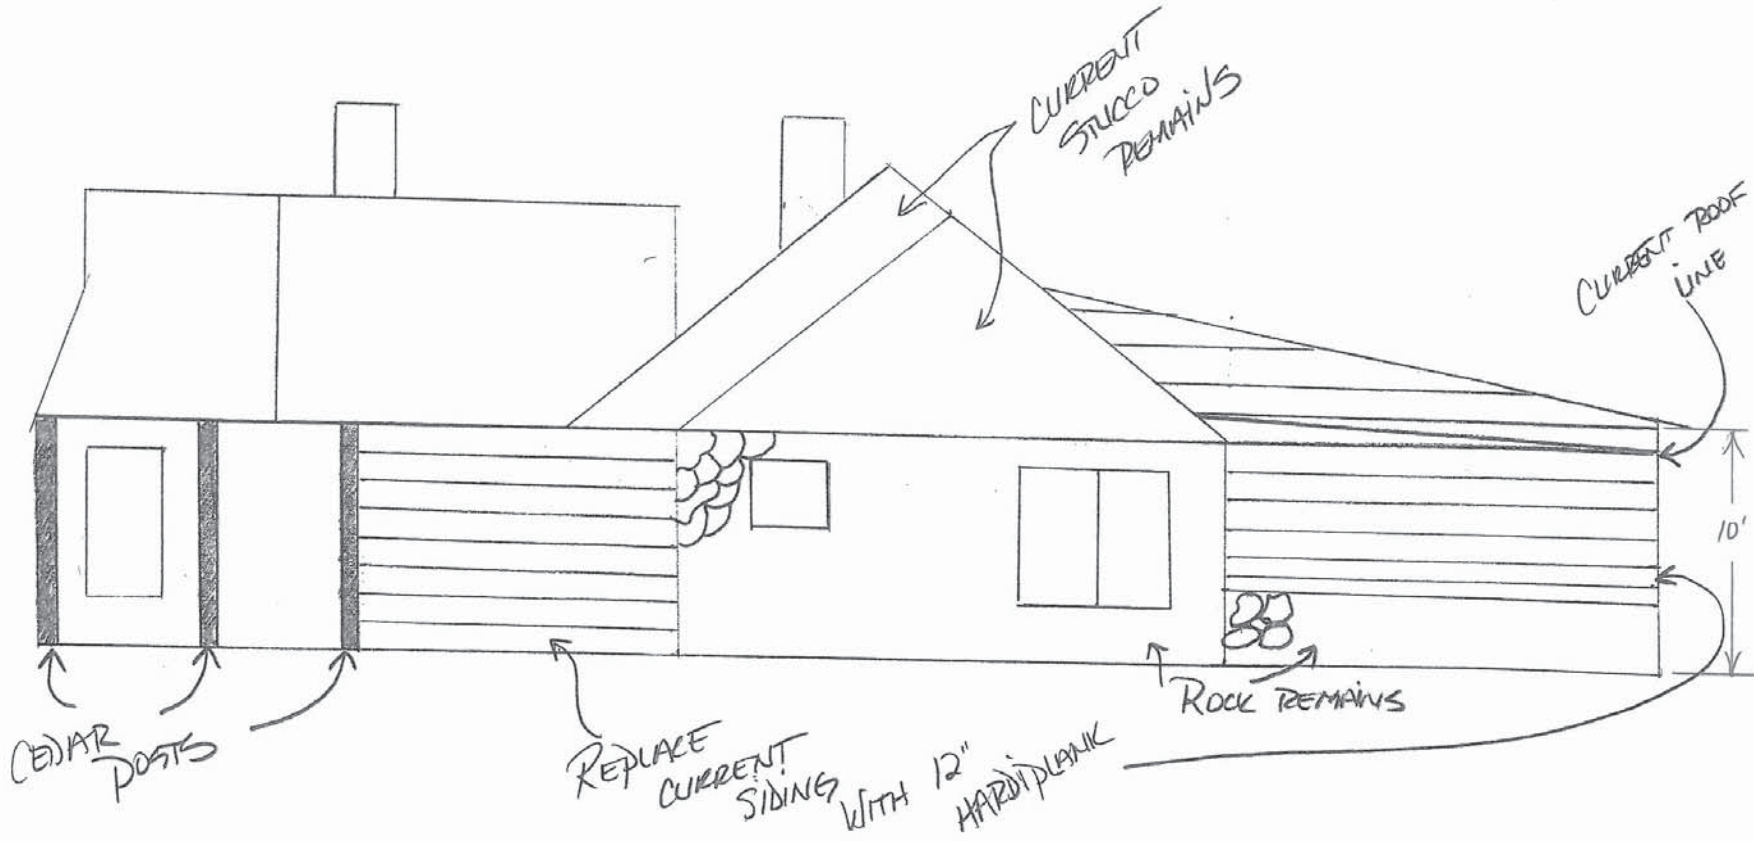 CURRENT
STUCCO
REMAINS
CURRENT ROOF
LINE
10'
ROCK REMAINS
CEDAR
POSTS
REPLACE
CURRENT
SIDING
WITH 12"
HARDIPLANK